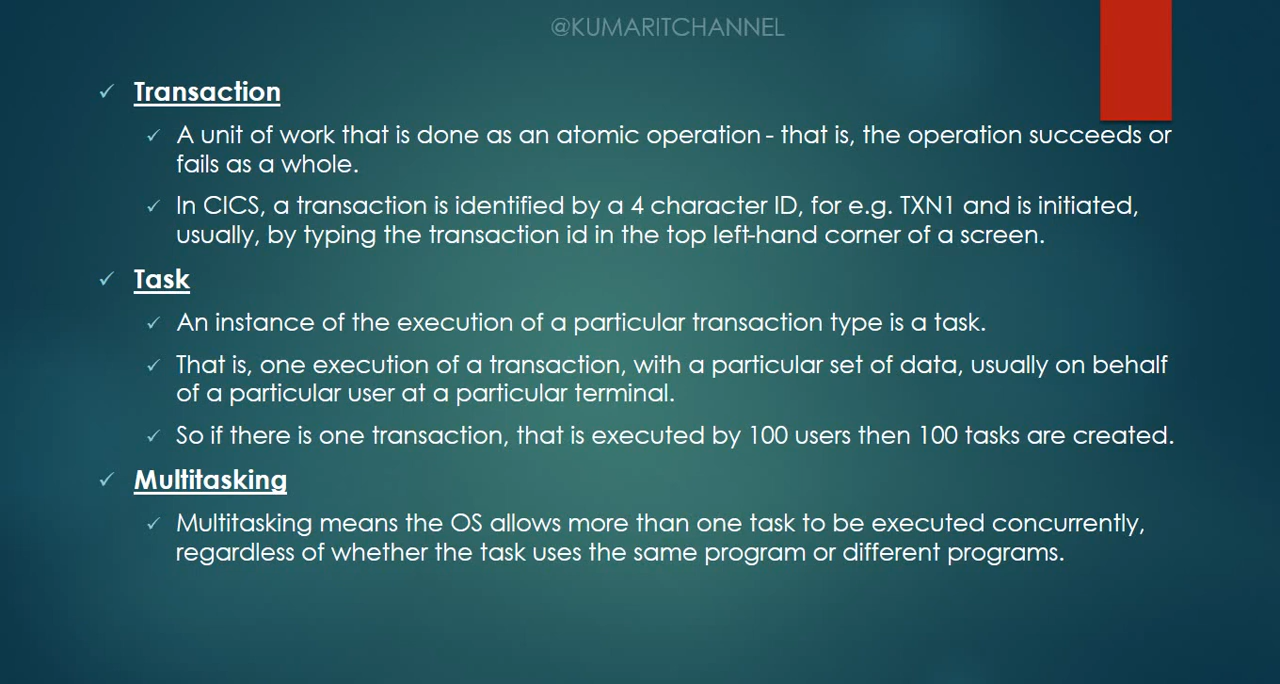 @KUMARITCHANNEL
Transaction
A unit of work that is done as an atomic operation - that is, the operation succeeds or
fails as a whole.
In CICS, a transaction is identified by a 4 character ID, for e.g. TXN1 and is initiated,
usually, by typing the transaction id in the top left-hand corner of a screen.
Task
An instance of the execution of a particular transaction type is a task.
That is, one execution of a transaction, with a particular set of data, usually on behalf
of a particular user at a particular terminal.
So if there is one transaction, that is executed by 100 users then 100 tasks are created.
Multitasking
Multitasking means the OS allows more than one task to be executed concurrently,
regardless of whether the task uses the same program or different programs.